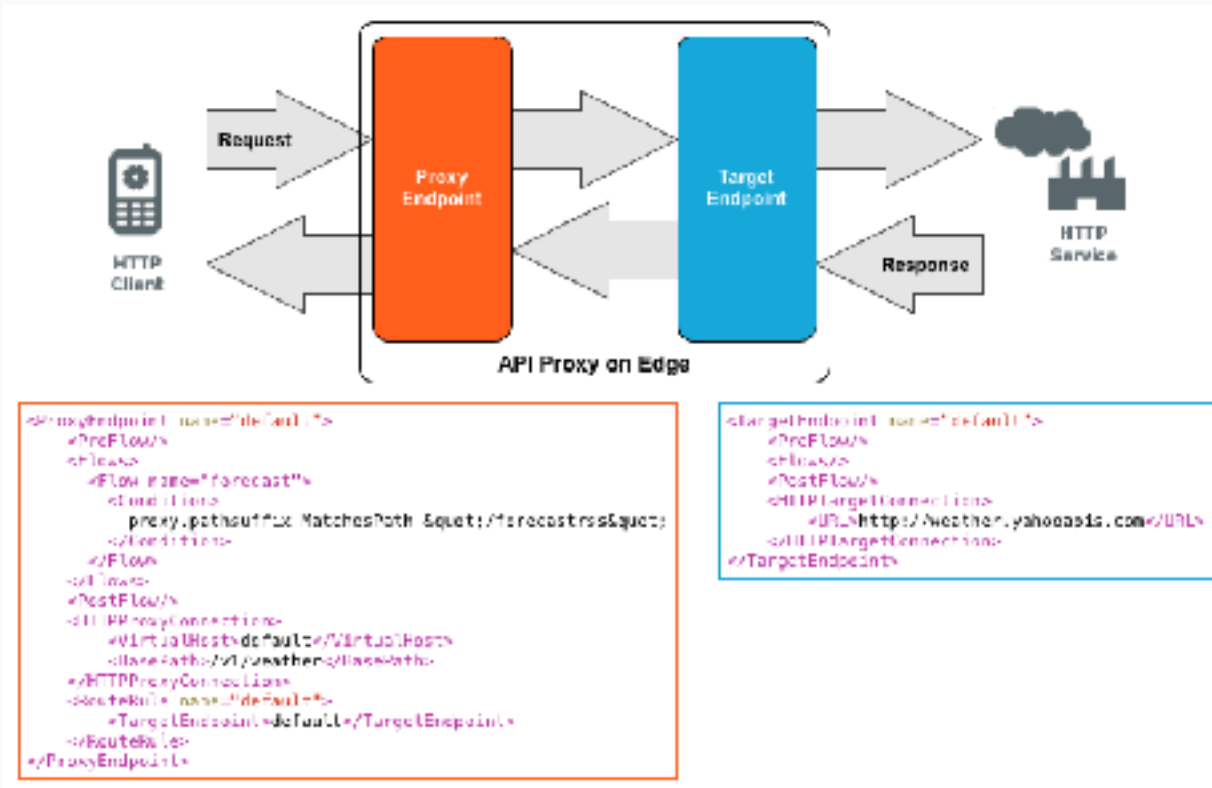 Request
Proxy
Endpoint
Target
Endpoint
HTTP
Client
HTTP
Service
Response
API Proxy on Edge
<ProxyEndpoint name="default">
<PreFlow/>
<Flows>
<Flow name="forecast">
<Condition>
proxy.pathsuffix MatchesPath &quot;/forecastrss&quot;
</Condition>
</Flow>
</Flows>
<PostFlow/>
<HTTPProxyConnection>
<VirtualHost>default</VirtualHost>
<BasePath>/v1/weather</BasePath>
</HTTPProxyConnection>
<RouteRule name="default">
<TargetEndpoint>default</TargetEndpoint>
</RouteRule>
</ProxyEndpoint>
<TargetEndpoint name="default">
<PreFlow/>
<Flows/>
<PostFlow/>
<HTTPTargetConnection>
<URL>http://weather.yahooapis.com</URL>
</HTTPTargetConnection>
</TargetEndpoint>